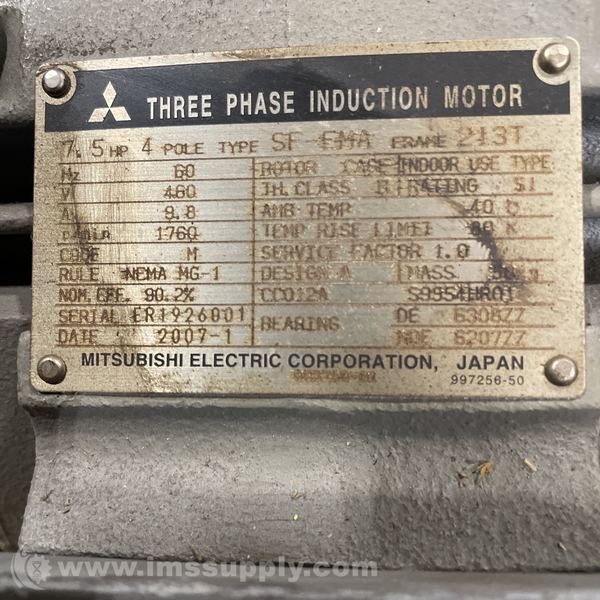 THREE PHASE INDUCTION MOTOR
7.5 HP 4 POLE TYPE SF-EMA FRAME 213T
Hz 60 ROTOR CAGE INDOOR USE TYPE
V 460 TH.CLASS B RATING S1
A 9.8 AMB TEMP 40
r/min 1760 TEMP RISE LIMIT 80 K
CODE M SERVICE FACTOR 1.0
RULE NEMA MG-1 DESIGN A MASS kg
NOM.EFF. 90.2% CC012A
SERIAL ER1926001 BEARING DE 6308ZZ
DATE 2007-1 NDE 6207ZZ
MITSUBISHI ELECTRIC CORPORATION, JAPAN
997256-50
www.imssupply.com